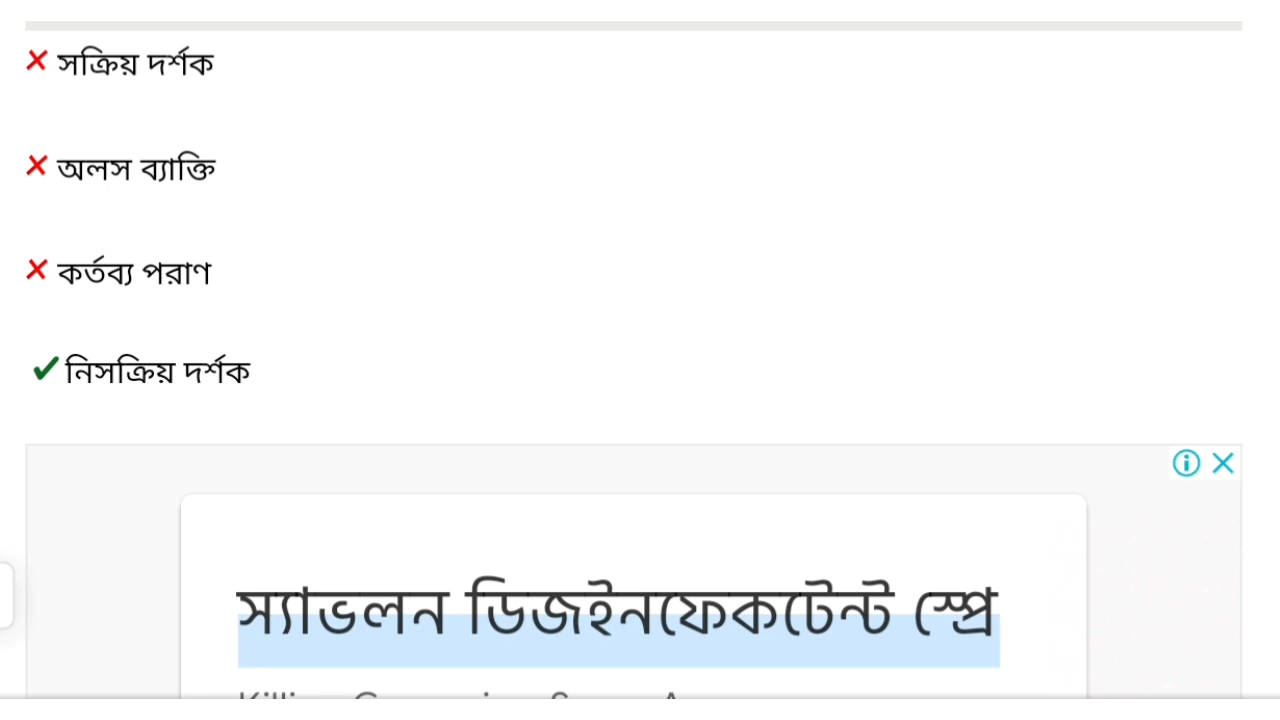 ❌ সক্রিয় দর্শক
❌ অলস ব্যাক্তি
❌ কর্তব্য পরাণ
✔নিসক্রিয় দর্শক
স্যাভলন ডিজইনফেকটেন্ট স্প্রে